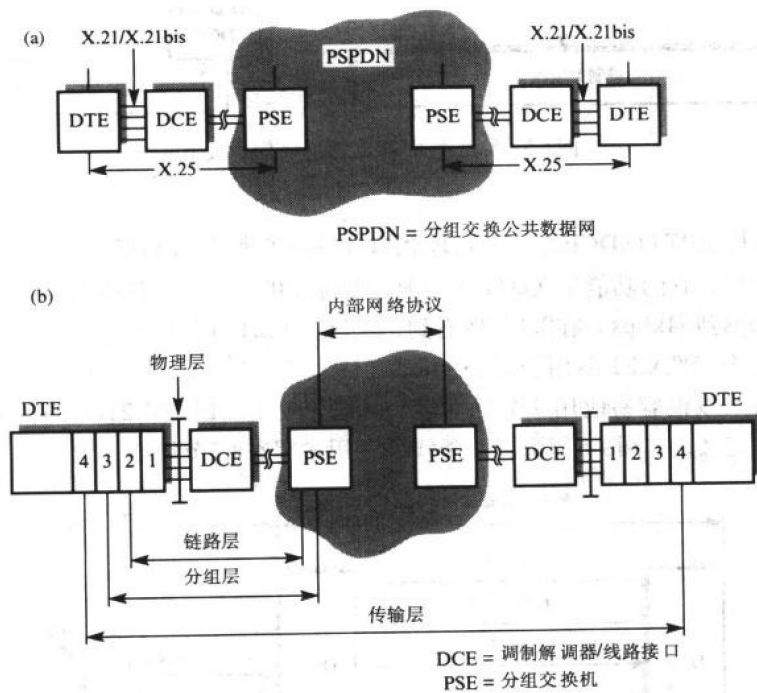 (a)
X.21/X.21bis
PSPDN
X.21/X.21bis
DTE
DCE
PSE
PSE
DCE
DTE
X.25
X.25
PSPDN = 分组交换公共数据网
(b)
内部网络协议
物理层
DTE
DTE
4 3 2 1
DCE
PSE
PSE
DCE
1 2 3 4
链路层
分组层
传输层
DCE = 调制解调器/线路接口
PSE = 分组交换机